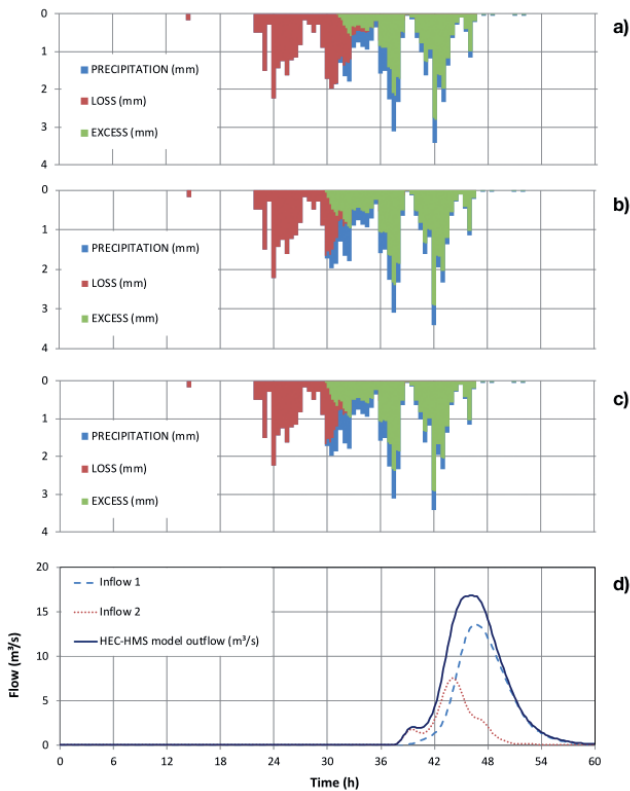 0
1
2
3
4
PRECIPITATION (mm)
LOSS (mm)
EXCESS (mm)
a)
0
1
2
3
4
PRECIPITATION (mm)
LOSS (mm)
EXCESS (mm)
b)
0
1
2
3
4
PRECIPITATION (mm)
LOSS (mm)
EXCESS (mm)
c)
20
15
10
5
0
Flow (m³/s)
Inflow 1
Inflow 2
HEC-HMS model outflow (m³/s)
d)
0 6 12 18 24 30 36 42 48 54 60
Time (h)